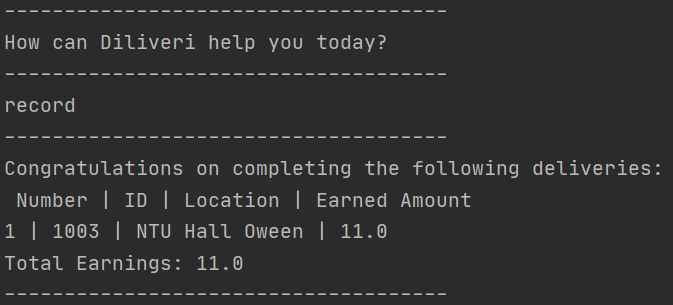 -------------------------------------
How can Diliveri help you today?
-------------------------------------
record
-------------------------------------
Congratulations on completing the following deliveries:
 Number | ID | Location | Earned Amount
1 | 1003 | NTU Hall Oween | 11.0
Total Earnings: 11.0
-------------------------------------